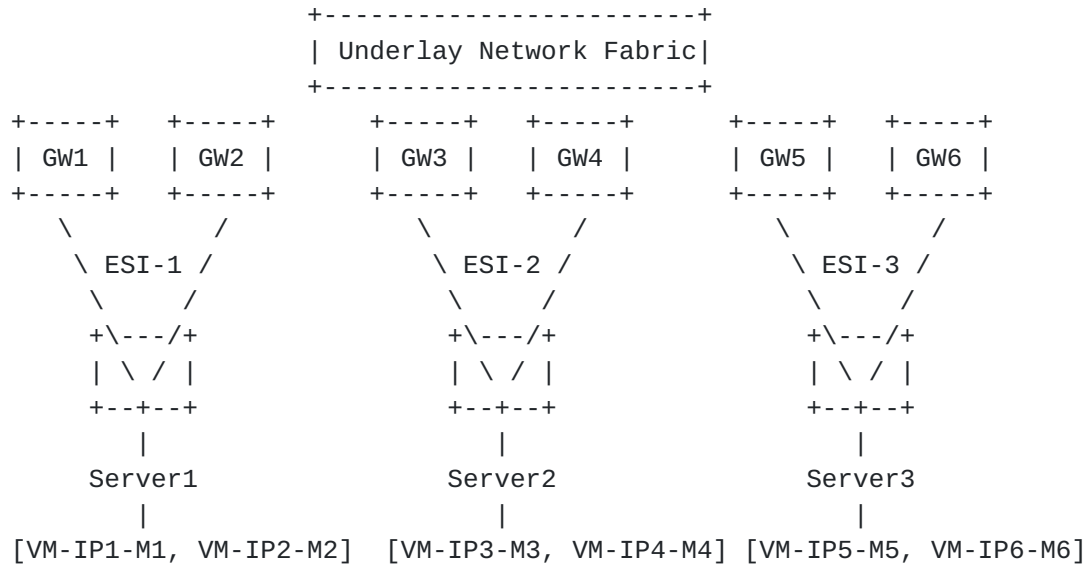 Underlay Network Fabric
GW1 GW2 GW3 GW4 GW5 GW6
ESI-1 ESI-2 ESI-3
Server1 Server2 Server3
[VM-IP1-M1, VM-IP2-M2] [VM-IP3-M3, VM-IP4-M4] [VM-IP5-M5, VM-IP6-M6]